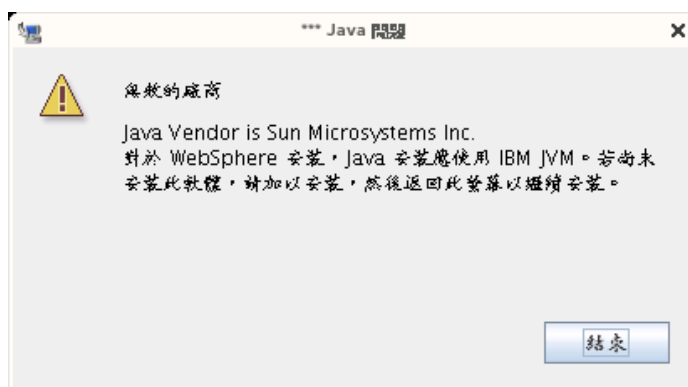 *** Java 問題
無效的廠商
Java Vendor is Sun Microsystems Inc.
對於 WebSphere 安裝,Java 安裝應使用 IBM JVM。若尚未
安裝此軟體,請加以安裝,然後返回此螢幕以繼續安裝。
結束